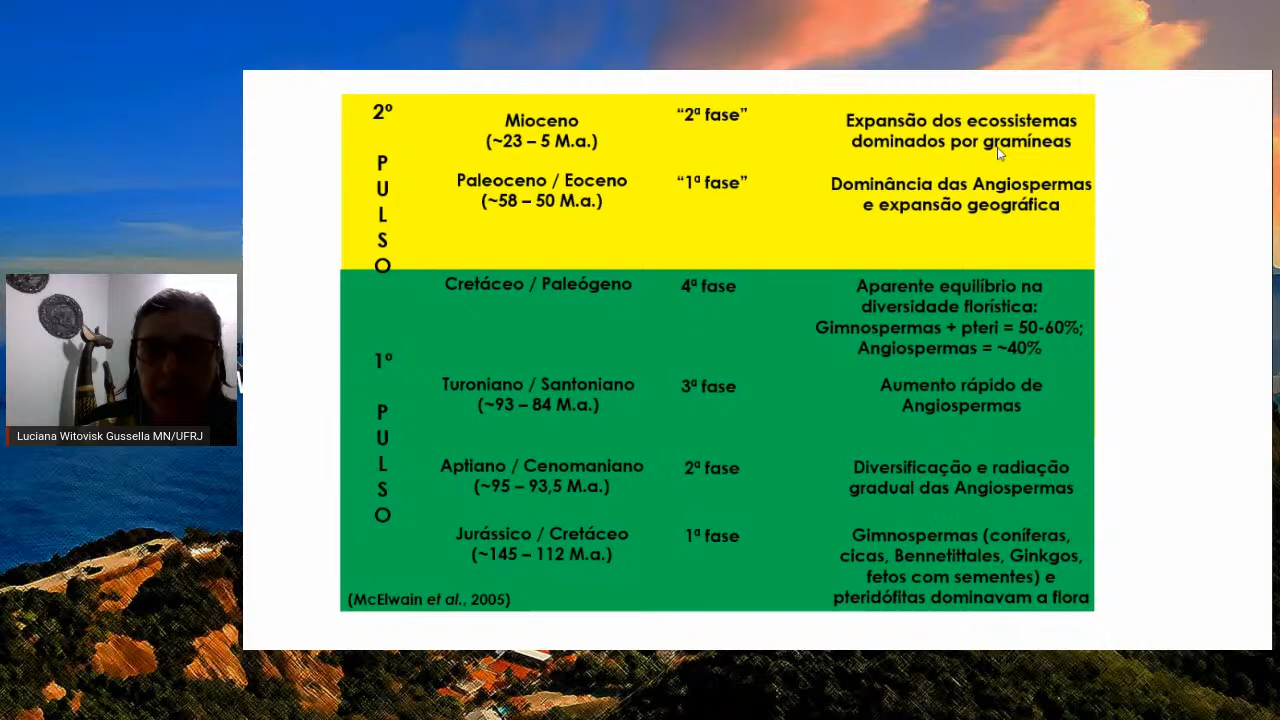 2º
PULSO
Mioceno
(~23 – 5 M.a.)
“2ª fase”
Expansão dos ecossistemas
dominados por gramíneas
Paleoceno / Eoceno
(~58 – 50 M.a.)
“1ª fase”
Dominância das Angiospermas
e expansão geográfica
1º
PULSO
Cretáceo / Paleógeno
4ª fase
Aparente equilíbrio na
diversidade florística:
Gimnospermas + pteri = 50-60%;
Angiospermas = ~40%
Turoniano / Santoniano
(~93 – 84 M.a.)
3ª fase
Aumento rápido de
Angiospermas
Aptiano / Cenomaniano
(~95 – 93,5 M.a.)
2ª fase
Diversificação e radiação
gradual das Angiospermas
Jurássico / Cretáceo
(~145 – 112 M.a.)
1ª fase
Gimnospermas (coníferas,
cicas, Bennetittales, Ginkgos,
fetos com sementes) e
pteridófitas dominavam a flora
(McElwain et al., 2005)
Luciana Witovisk Gussella MN/UFRJ